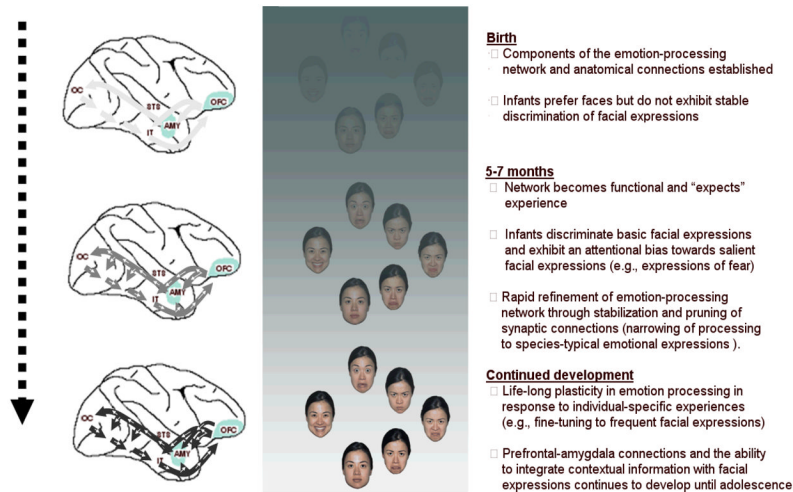 OC
STS
OFC
AMY
IT
Birth
Components of the emotion-processing
network and anatomical connections established
Infants prefer faces but do not exhibit stable
discrimination of facial expressions
OC
STS
OFC
AMY
IT
5-7 months
Network becomes functional and “expects”
experience
Infants discriminate basic facial expressions
and exhibit an attentional bias towards salient
facial expressions (e.g., expressions of fear)
Rapid refinement of emotion-processing
network through stabilization and pruning of
synaptic connections (narrowing of processing
to species-typical emotional expressions ).
OC
STS
OFC
AMY
IT
Continued development
Life-long plasticity in emotion processing in
response to individual-specific experiences
(e.g., fine-tuning to frequent facial expressions)
Prefrontal-amygdala connections and the ability
to integrate contextual information with facial
expressions continues to develop until adolescence